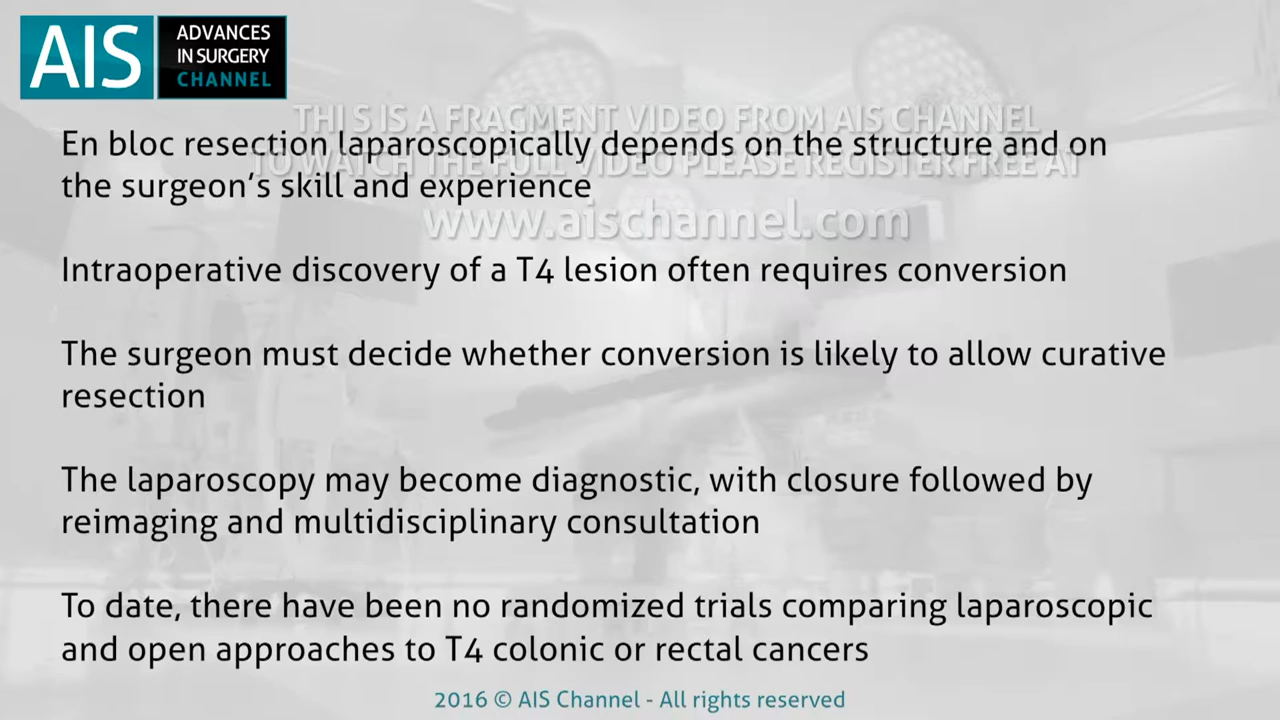 AIS
ADVANCES
IN SURGERY
CHANNEL
THIS IS A FRAGMENT VIDEO FROM AIS CHANNEL
TO WATCH THE FULL VIDEO PLEASE REGISTER FREE AT
www.aischannel.com
En bloc resection laparoscopically depends on the structure and on
the surgeon's skill and experience
Intraoperative discovery of a T4 lesion often requires conversion
The surgeon must decide whether conversion is likely to allow curative
resection
The laparoscopy may become diagnostic, with closure followed by
reimaging and multidisciplinary consultation
To date, there have been no randomized trials comparing laparoscopic
and open approaches to T4 colonic or rectal cancers
2016 © AIS Channel - All rights reserved